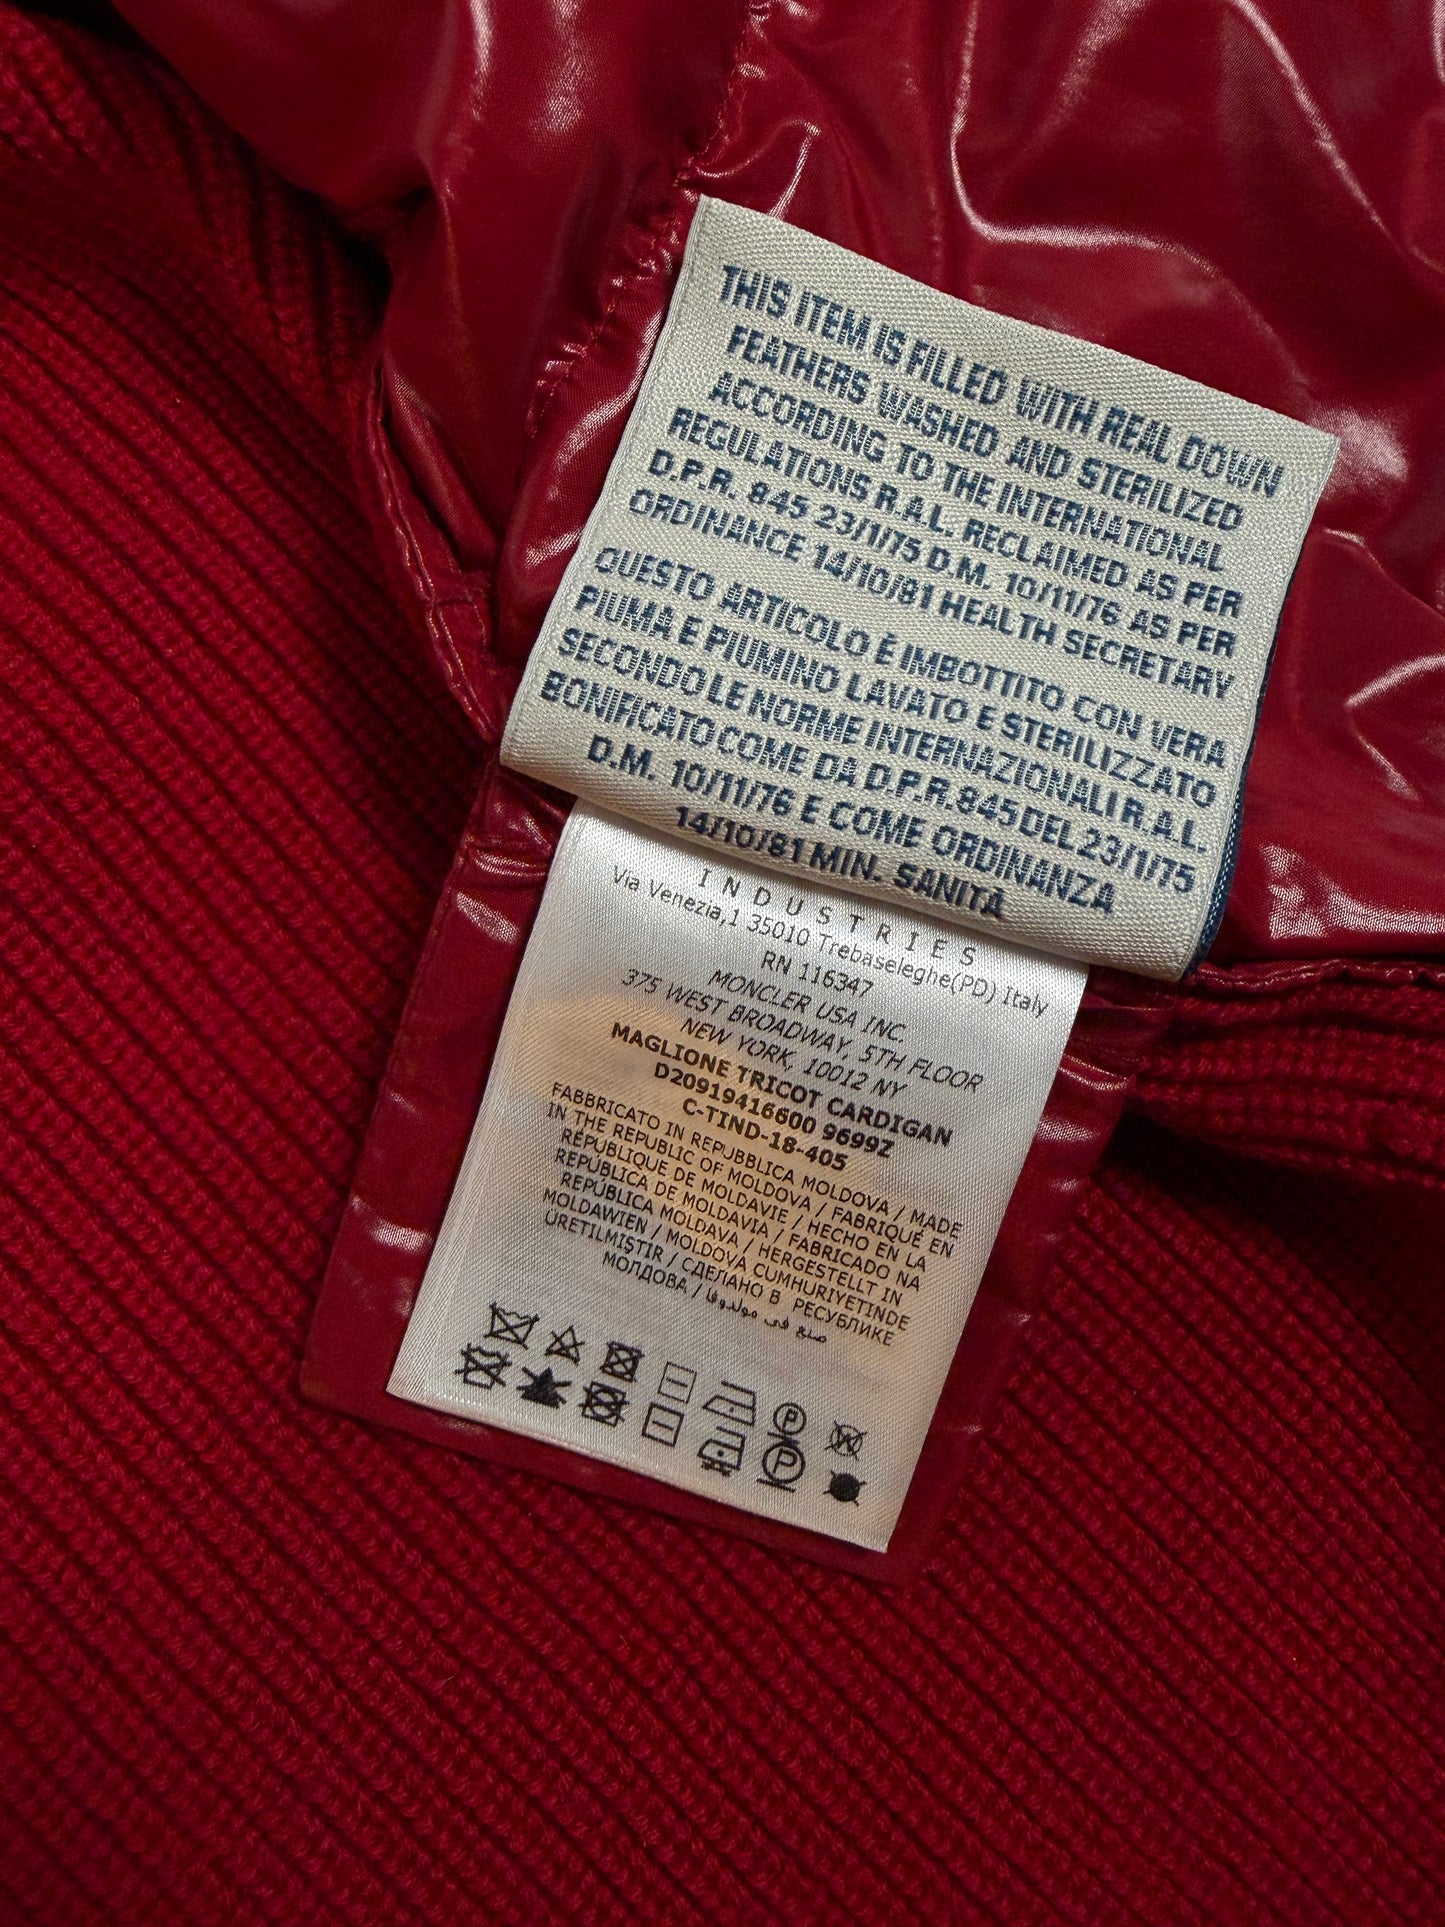 THIS ITEM IS FILLED WITH REAL DOWN
FEATHERS WASHED AND STERILIZED
ACCORDING TO THE INTERNATIONAL
REGULATIONS R.A.L. RECLAIMED AS PER
D.P.R. 845 23/1/75 D.M. 10/11/76 AS PER
ORDINANCE 14/10/81 HEALTH SECRETARY
QUESTO ARTICOLO È IMBOTTITO CON VERA
PIUMA E PIUMINO LAVATO E STERILIZZATO
SECONDO LE NORME INTERNAZIONALI R.A.L.
BONIFICATO COME DA D.P.R.845 DEL 23/1/75
D.M. 10/11/76 E COME ORDINANZA
14/10/81 MIN. SANITÀ
INDUSTRIES
Via Venezia,1 35010 Trebaseleghe(PD) Italy
RN 116347
MONCLER USA INC.
375 WEST BROADWAY, 5TH FLOOR
NEW YORK, 10012 NY
MAGLIONE TRICOT CARDIGAN
D20919416600 9699Z
C-TIND-18-405
FABBRICATO IN REPUBBLICA MOLDOVA / MADE
IN THE REPUBLIC OF MOLDOVA / FABRIQUÉ EN
RÉPUBLIQUE DE MOLDAVIE / HECHO EN LA
REPÚBLICA DE MOLDAVIA / FABRICADO NA
REPÚBLICA MOLDAVA / HERGESTELLT IN
MOLDAWIEN / MOLDOVA CUMHURIYETINDE
ÜRETILMIŞTIR / СДЕЛАНО В РЕСУБЛИКЕ
МОЛДОВА / صنع في مولدوفا
P W
P